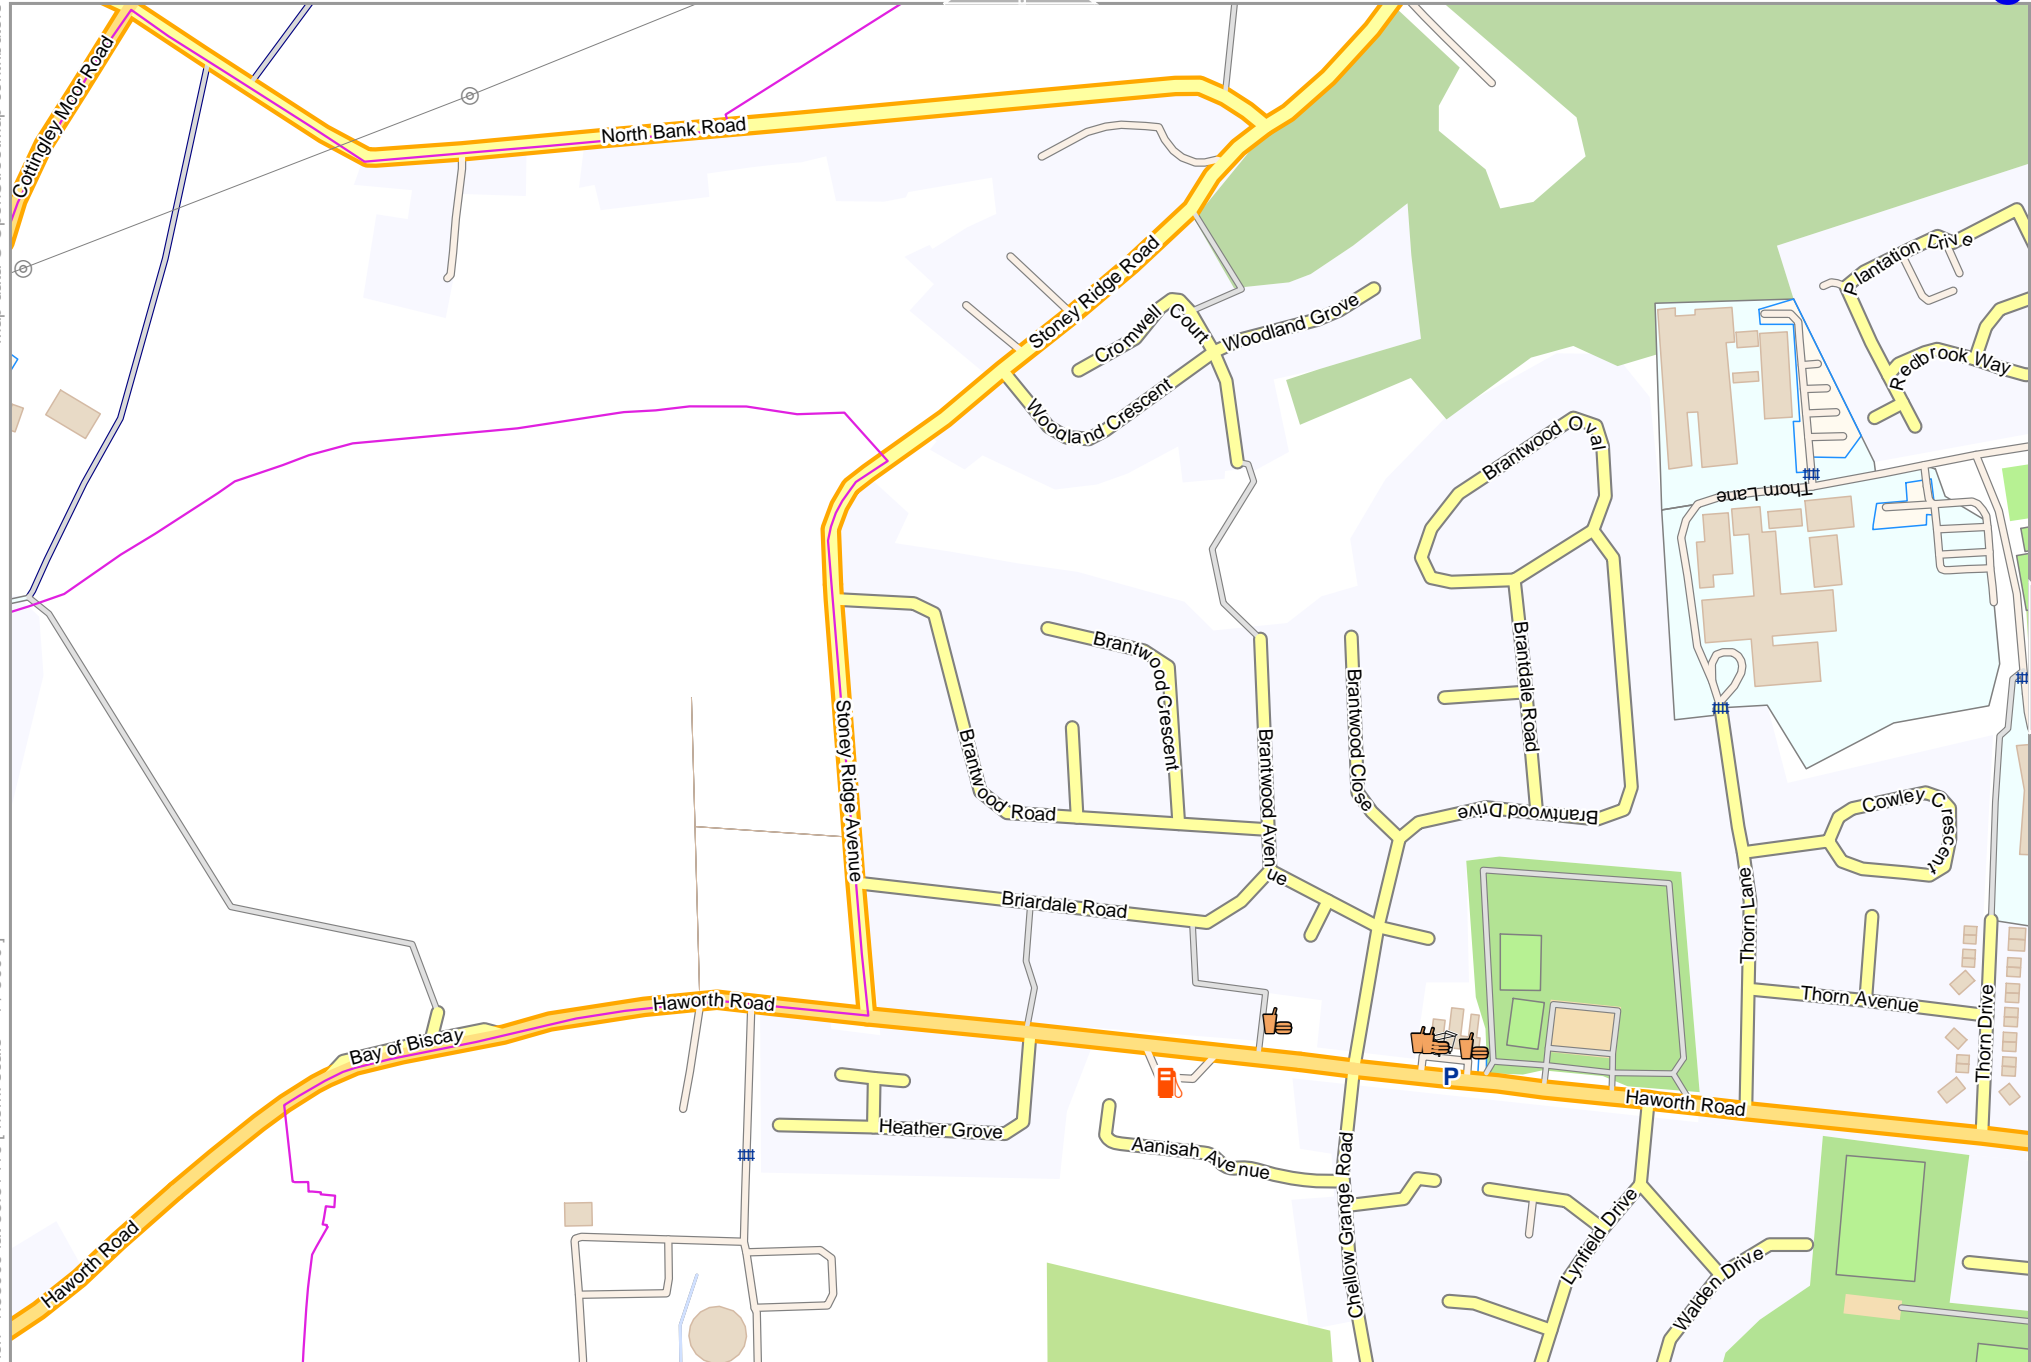 Cottingley Moor Road
North Bank Road
Stoney Ridge Road
Cromwell Court
Woodland Grove
Woodland Crescent
Plantation Drive
Redbrook Way
Brantwood Oval
Thorn Lane
Brantwood Crescent
Brantdale Road
Brantwood Close
Stoney Ridge Avenue
Brantwood Road
Brantwood Avenue
Brantwood Drive
Cowley Crescent
Briardale Road
Thorn Lane
Haworth Road
Thorn Avenue
Thorn Drive
Bay of Biscay
P
Haworth Road
Heather Grove
Aanisah Avenue
Chellow Grange Road
Lynfield Drive
Walden Drive
Haworth Road